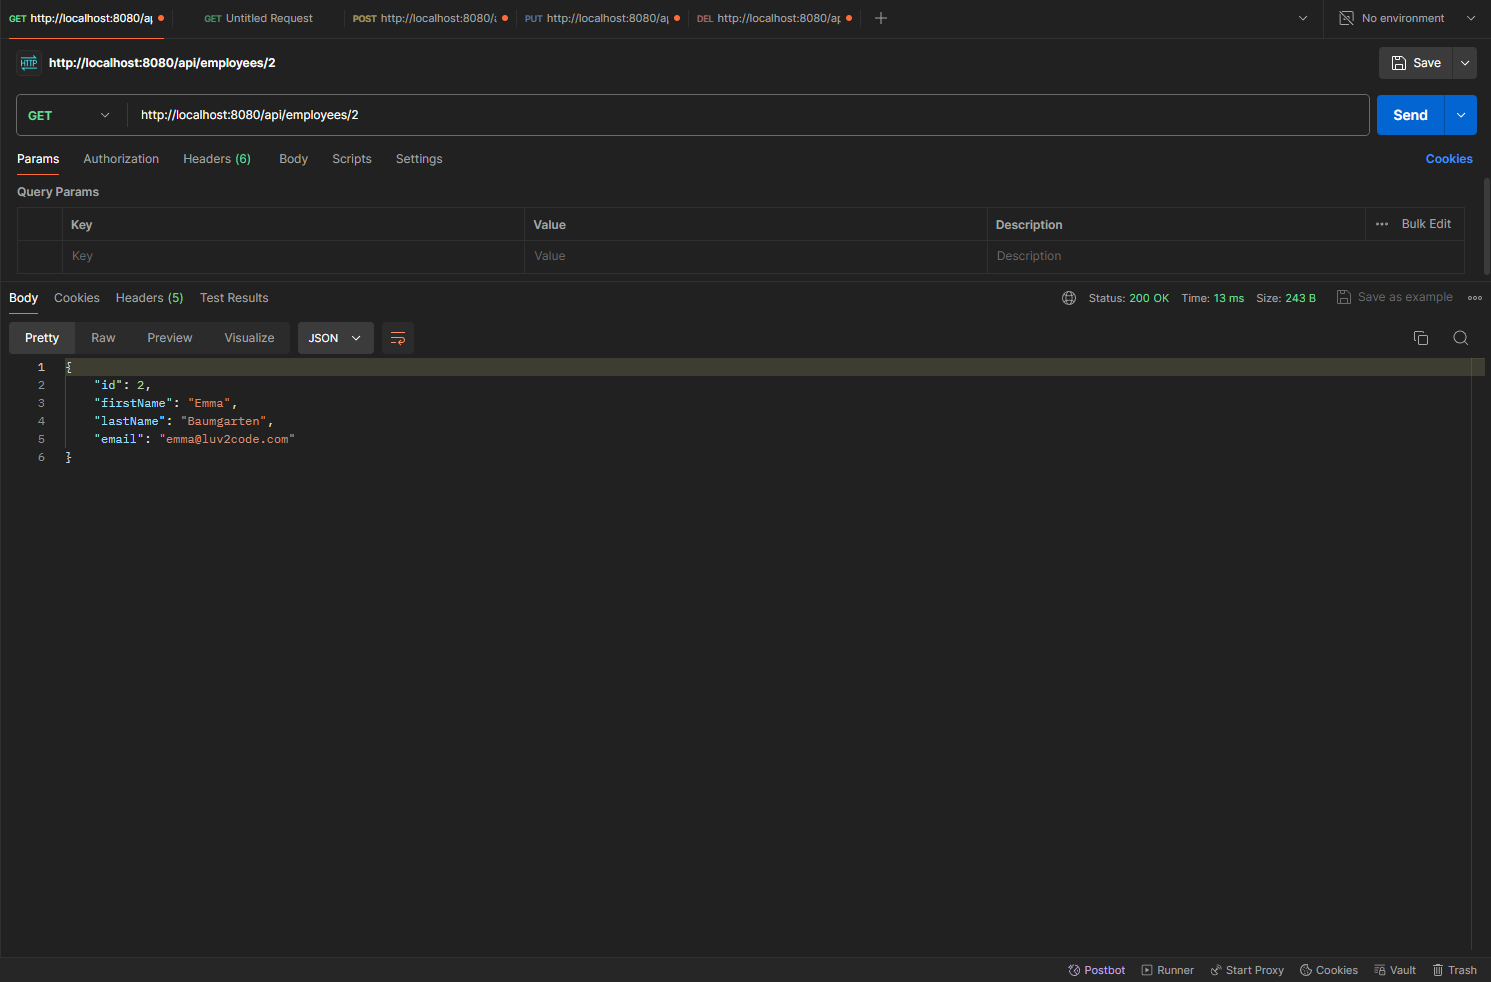 GET http://localhost:8080/ap GET Untitled Request POST http://localhost:8080/a PUT http://localhost:8080/ap DEL http://localhost:8080/ap No environment
HTTP http://localhost:8080/api/employees/2 Save
GET http://localhost:8080/api/employees/2 Send
Params Authorization Headers (6) Body Scripts Settings Cookies
Query Params
Key Value Description ••• Bulk Edit
Key Value Description
Body Cookies Headers (5) Test Results Status: 200 OK Time: 13 ms Size: 243 B Save as example
Pretty Raw Preview Visualize JSON
1 {
2 "id": 2,
3 "firstName": "Emma",
4 "lastName": "Baumgarten",
5 "email": "emma@luv2code.com"
6 }
Postbot Runner Start Proxy Cookies Vault Trash